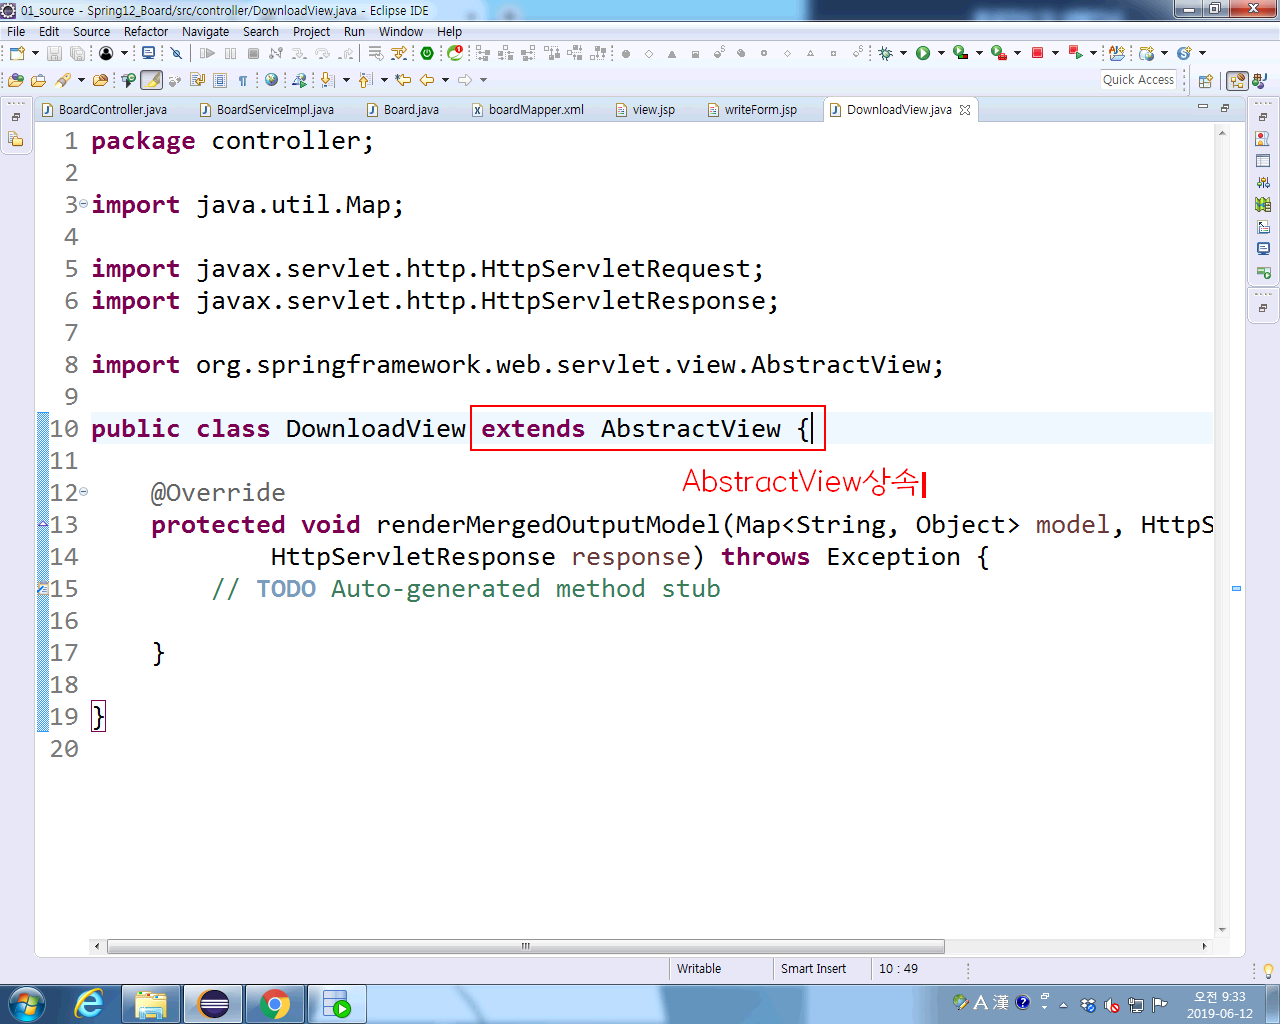 01_source - Spring12_Board/src/controller/DownloadView.java - Eclipse IDE
File Edit Source Refactor Navigate Search Project Run Window Help
Quick Access
BoardController.java BoardServiceImpl.java Board.java boardMapper.xml view.jsp writeForm.jsp DownloadView.java
1 package controller;
2
3 import java.util.Map;
4
5 import javax.servlet.http.HttpServletRequest;
6 import javax.servlet.http.HttpServletResponse;
7
8 import org.springframework.web.servlet.view.AbstractView;
9
10 public class DownloadView extends AbstractView {
11
AbstractView상속
12 @Override
13 protected void renderMergedOutputModel(Map<String, Object> model, HttpS
14 HttpServletResponse response) throws Exception {
15 // TODO Auto-generated method stub
16
17 }
18
19 }
20
Writable Smart Insert 10 : 49
A 漢 오전 9:33
2019-06-12